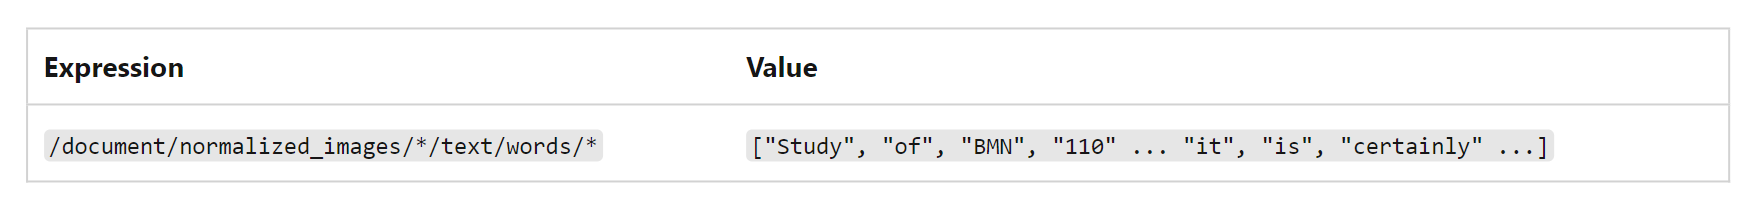 Expression Value
/document/normalized_images/*/text/words/* ["Study", "of", "BMN", "110" ... "it", "is", "certainly" ...]